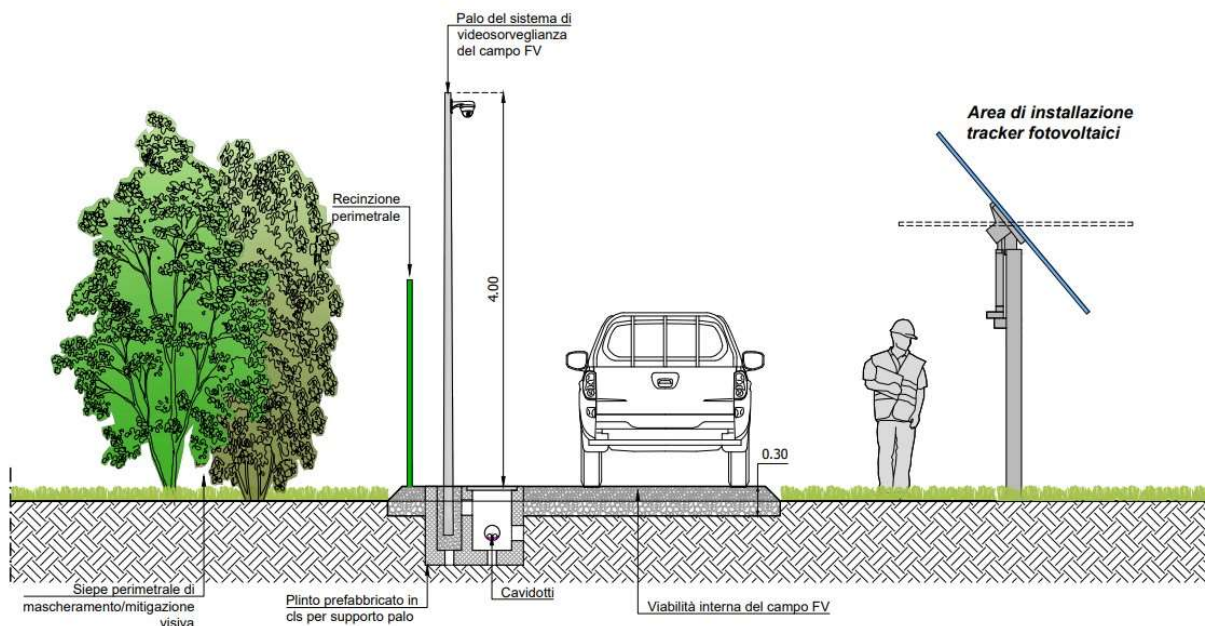 Palo del sistema di
videosorveglianza
del campo FV
Area di installazione
tracker fotovoltaici
Recinzione
perimetrale
4.00
0.30
Siepe perimetrale di
mascheramento/mitigazione
visiva
Plinto prefabbricato in
cls per supporto palo
Cavidotti
Viabilità interna del campo FV